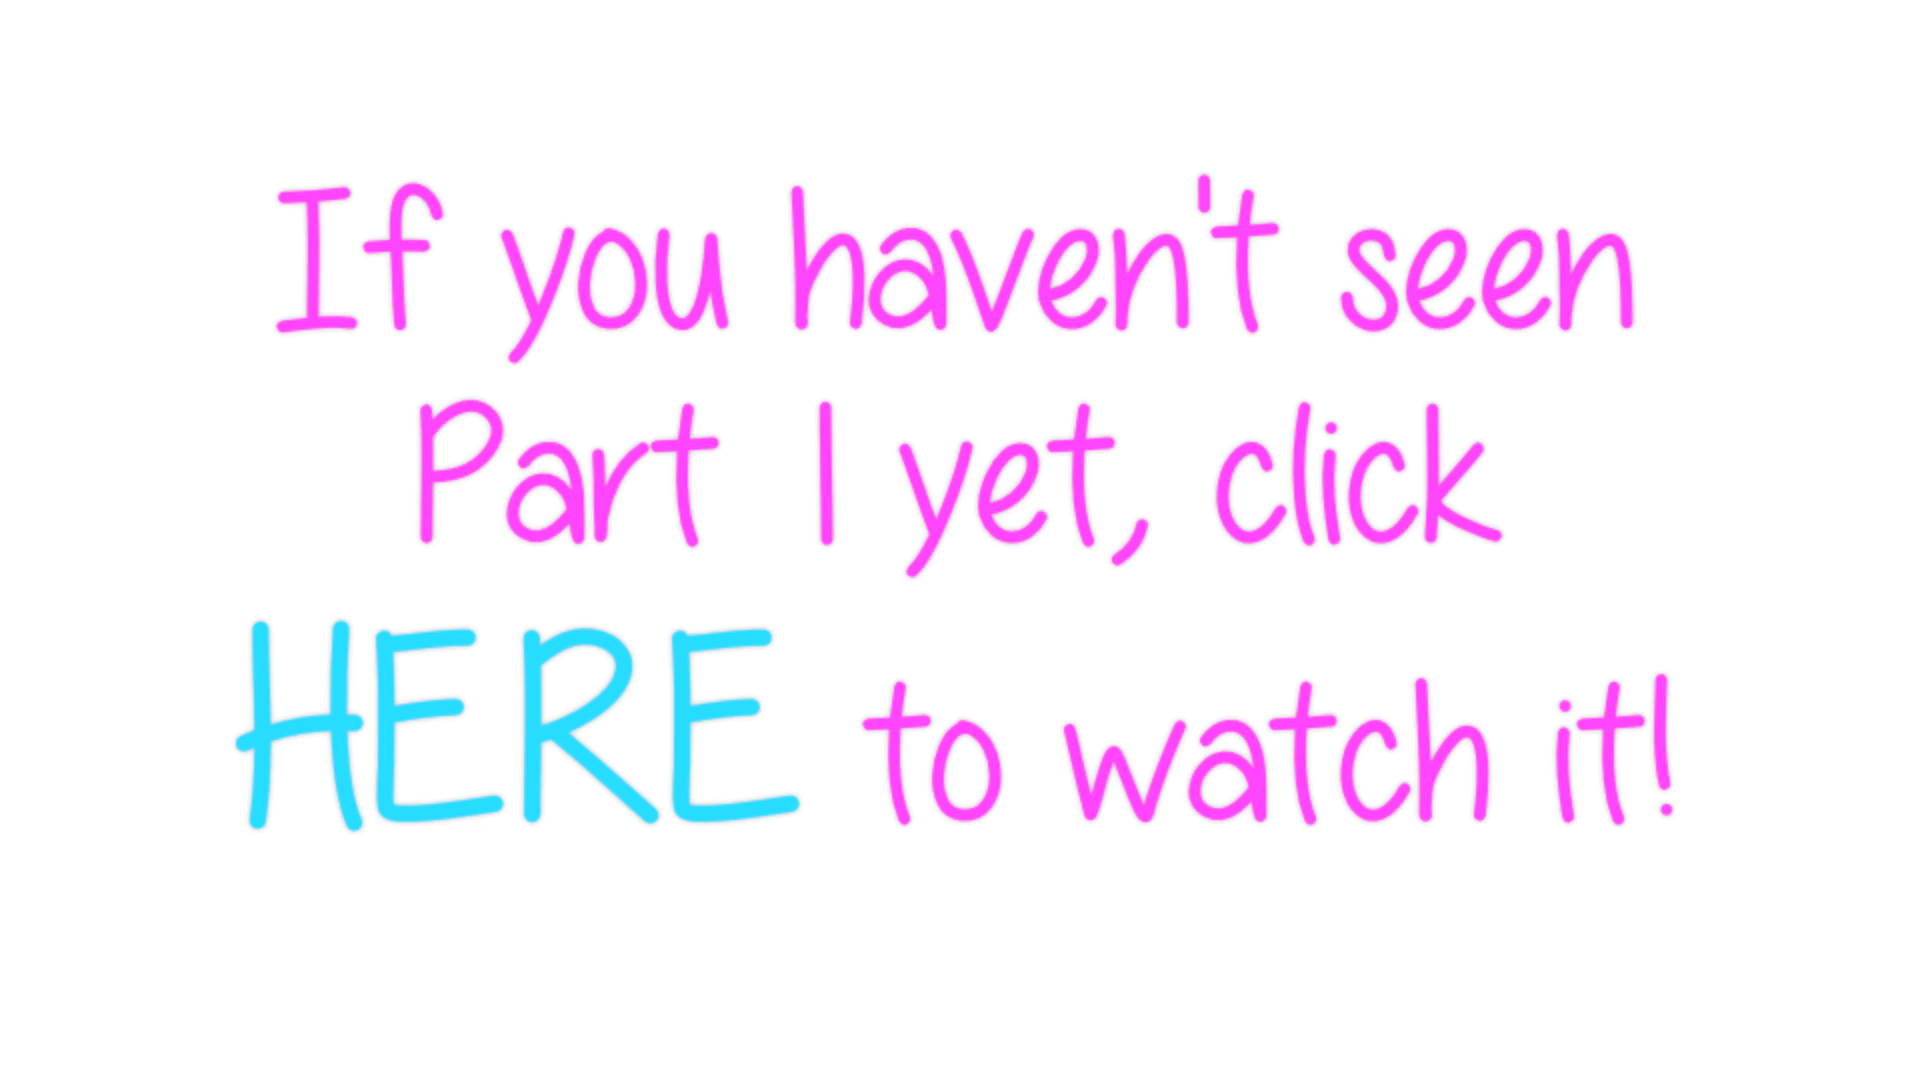 If you haven't seen
Part 1 yet, click
HERE to watch it!